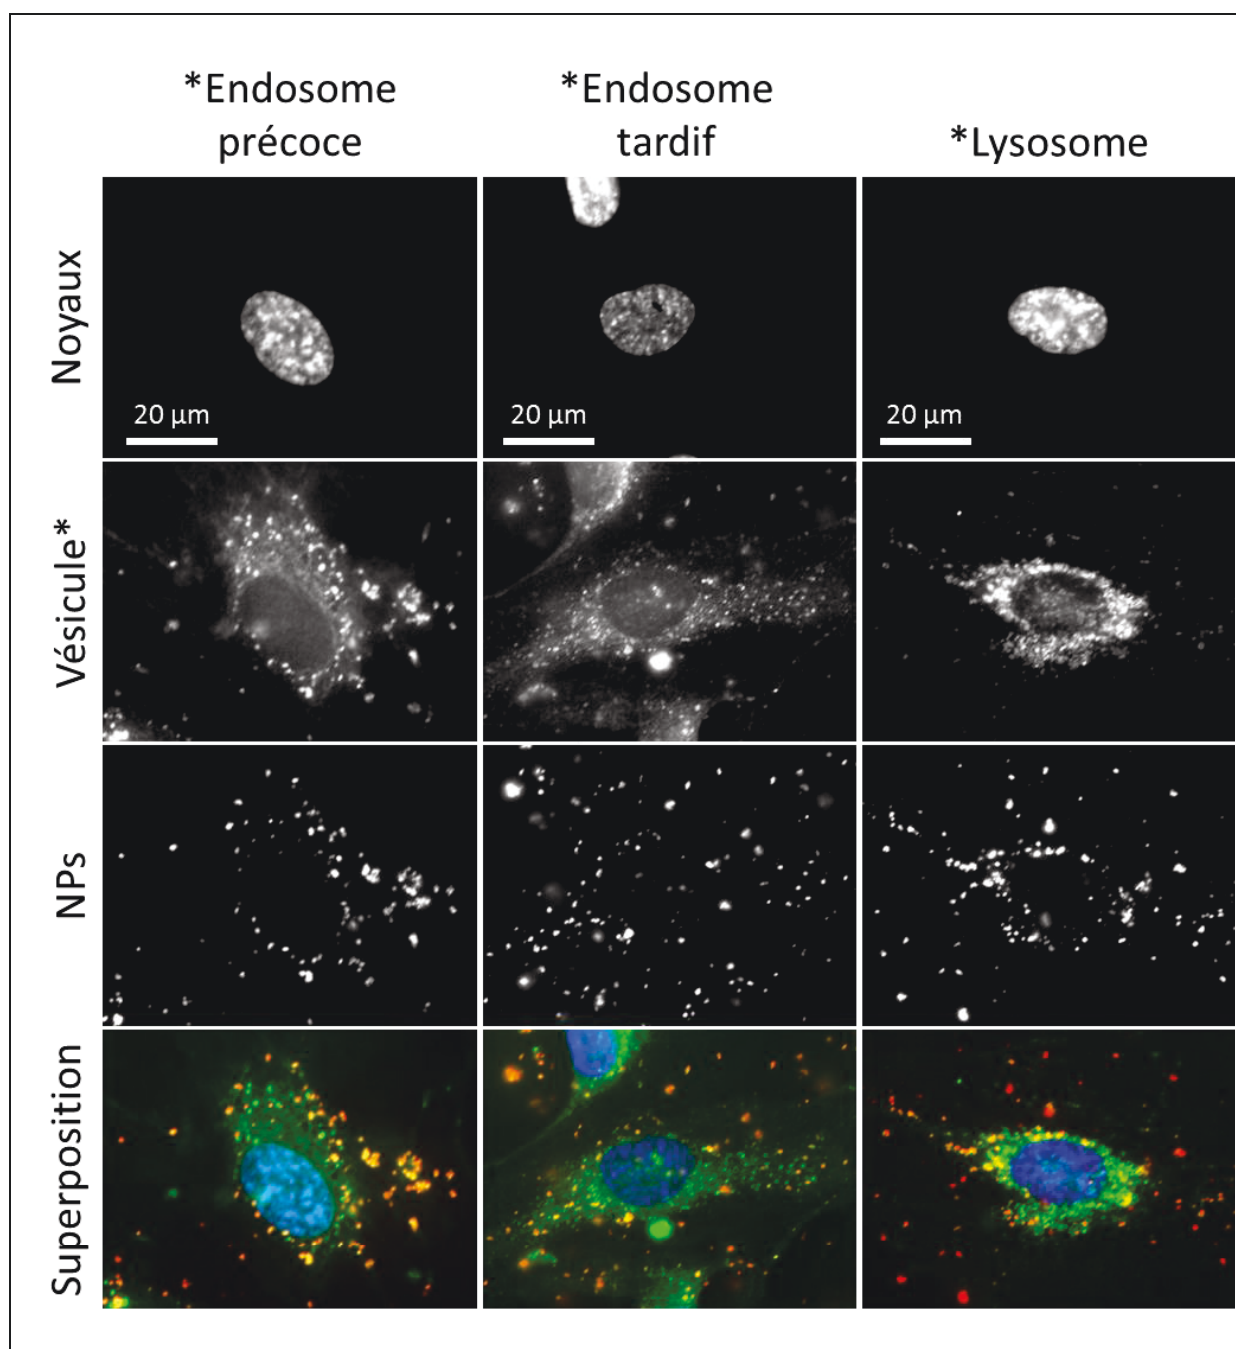 *Endosome
précoce
*Endosome
tardif
*Lysosome
Noyaux
20 µm
20 µm
20 µm
Vésicule*
NPs
Superposition